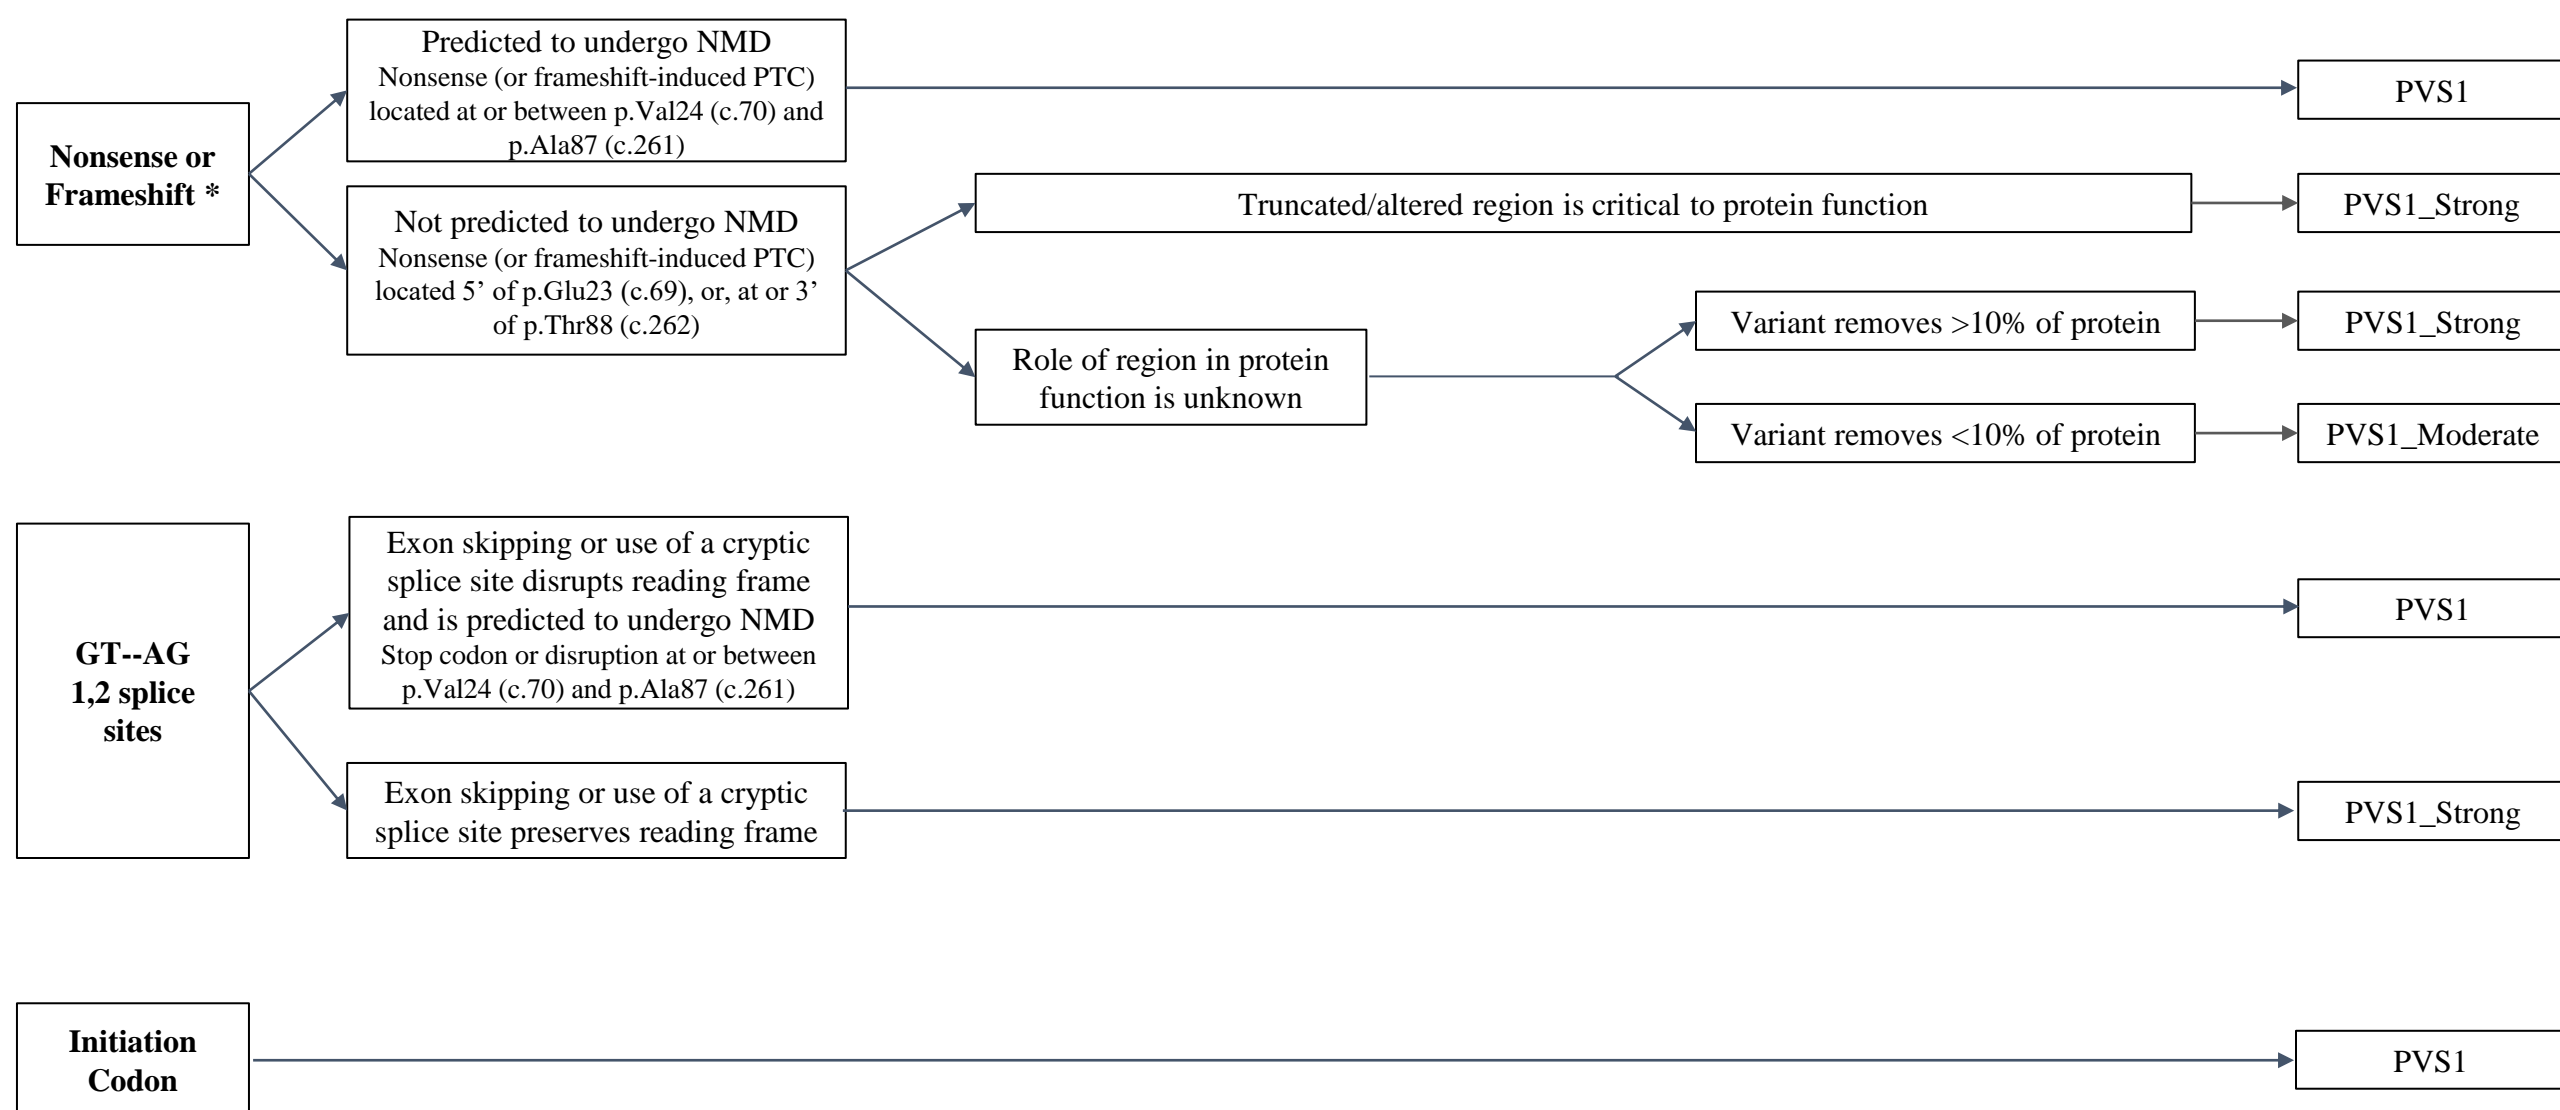 Nonsense or
Frameshift *
Predicted to undergo NMD
Nonsense (or frameshift-induced PTC)
located at or between p.Val24 (c.70) and
p.Ala87 (c.261)
PVS1
Not predicted to undergo NMD
Nonsense (or frameshift-induced PTC)
located 5’ of p.Glu23 (c.69), or, at or 3’
of p.Thr88 (c.262)
Truncated/altered region is critical to protein function
PVS1_Strong
Role of region in protein
function is unknown
Variant removes >10% of protein
PVS1_Strong
Variant removes <10% of protein
PVS1_Moderate
GT--AG
1,2 splice
sites
Exon skipping or use of a cryptic
splice site disrupts reading frame
and is predicted to undergo NMD
Stop codon or disruption at or between
p.Val24 (c.70) and p.Ala87 (c.261)
PVS1
Exon skipping or use of a cryptic
splice site preserves reading frame
PVS1_Strong
Initiation
Codon
PVS1